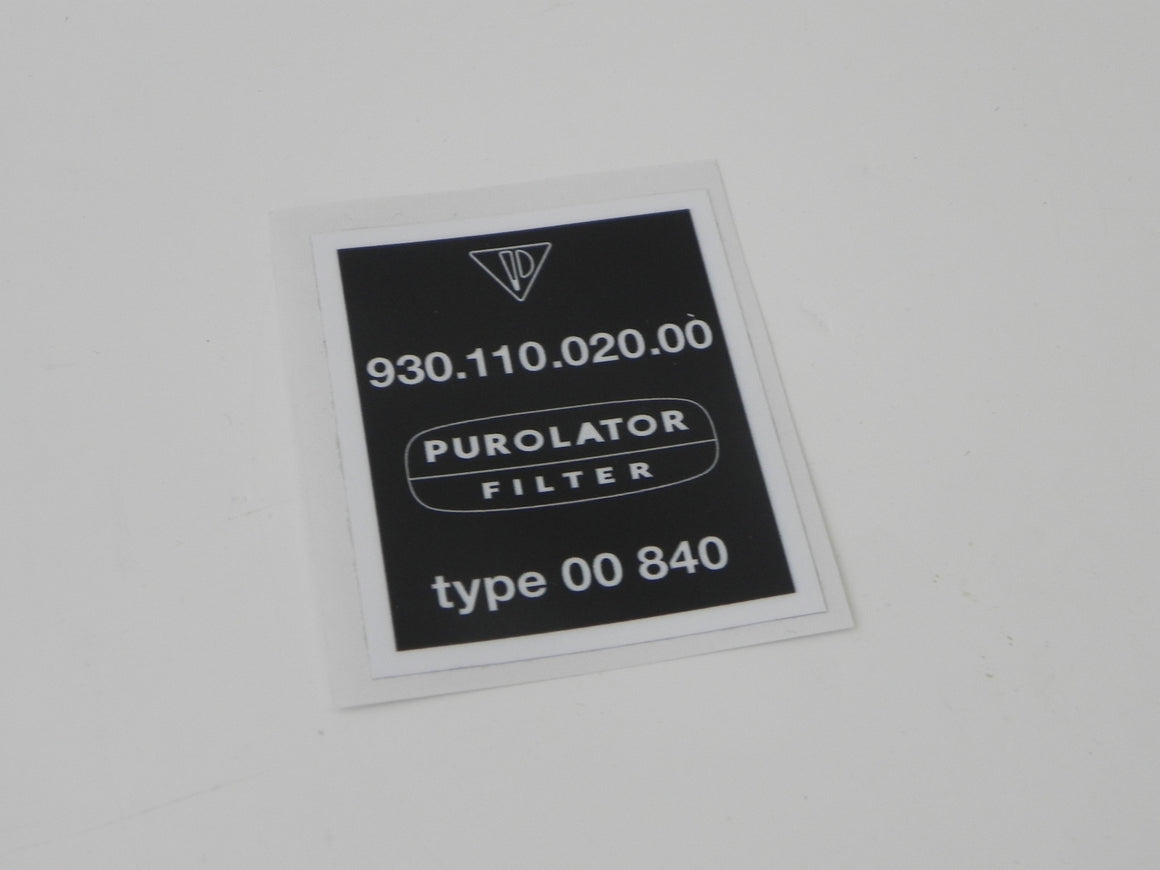 930.110.020.00
PUROLATOR
FILTER
type 00 840